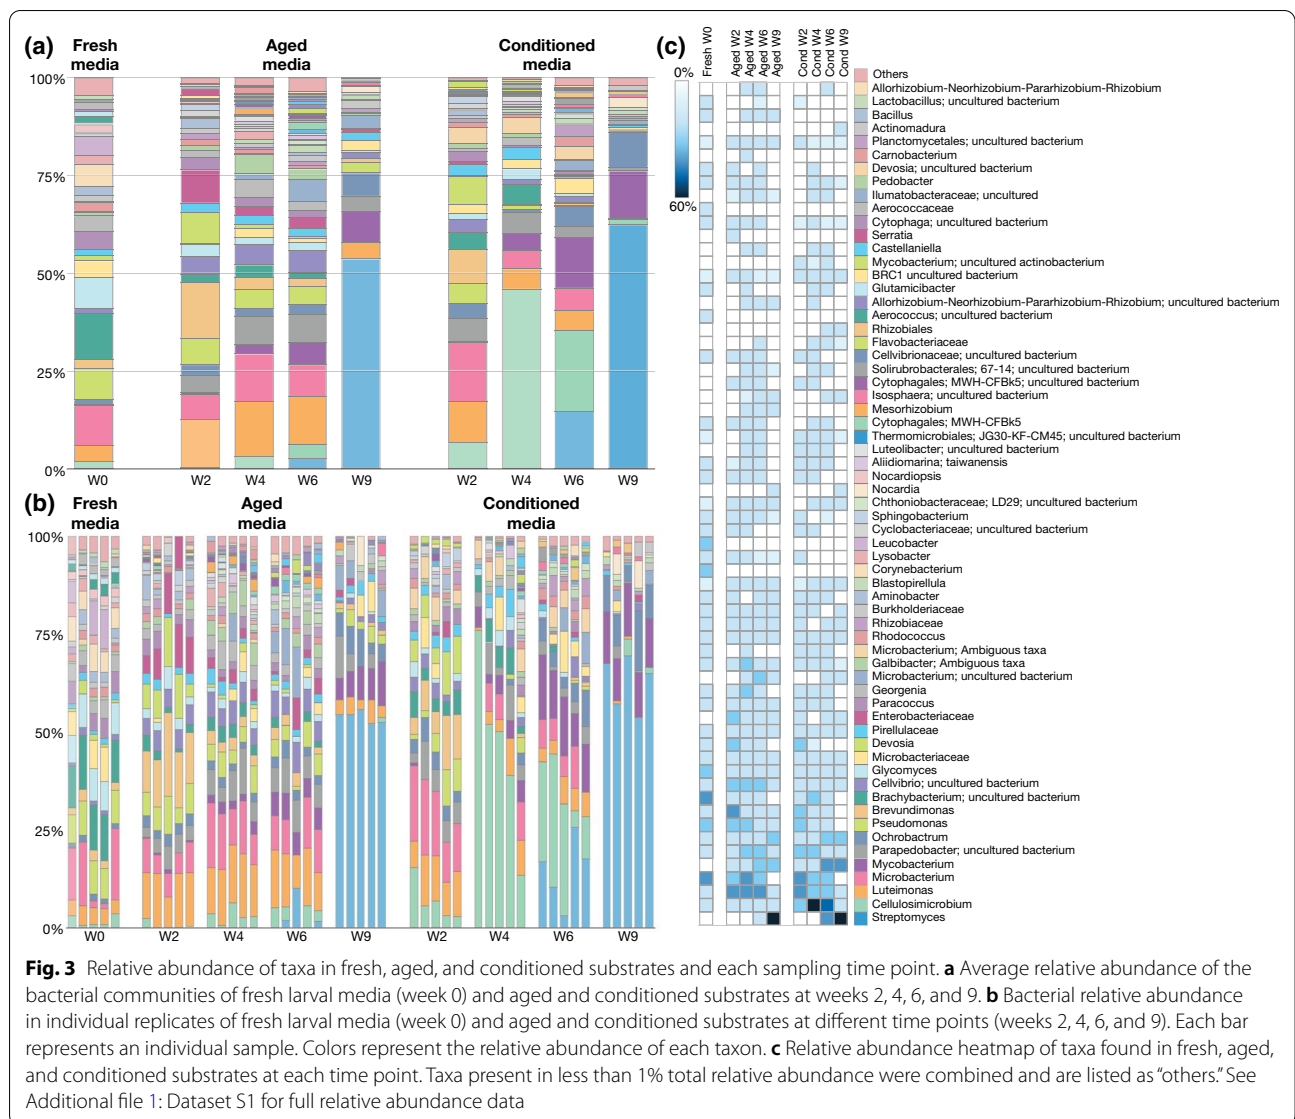 (a)
Fresh media
Aged media
Conditioned media
100%
75%
50%
25%
0%
W2 W4 W6 W9
W2 W4 W6 W9
W0
(b)
Fresh media
Aged media
Conditioned media
100%
75%
50%
25%
0%
W0 W2 W4 W6 W9 W2 W4 W6 W9
(c)
Fresh W0
Aged W2
Aged W4
Aged W6
Aged W9
Cond W2
Cond W4
Cond W6
Cond W9
0%
60%
Others
Allorhizobium-Neorhizobium-Pararhizobium-Rhizobium
Lactobacillus; uncultured bacterium
Bacillus
Actinomadura
Planctomycetales; uncultured bacterium
Carnobacterium
Devosia; uncultured bacterium
Pedobacter
Ilumatobacteraceae; uncultured
Aerococcaceae
Cytophaga; uncultured bacterium
Serratia
Castellaniella
Mycobacterium; uncultured actinobacterium
BRC1 uncultured bacterium
Glutamicibacter
Allorhizobium-Neorhizobium-Pararhizobium-Rhizobium; uncultured bacterium
Aerococcus; uncultured bacterium
Rhizobiales
Flavobacteriaceae
Cellvibrionaceae; uncultured bacterium
Solirubrobacterales; 67-14; uncultured bacterium
Cytophagales; MWH-CFBk5; uncultured bacterium
Isosphaera; uncultured bacterium
Mesorhizobium
Cytophagales; MWH-CFBk5
Thermomicrobiales; JG30-KF-CM45; uncultured bacterium
Luteolibacter; uncultured bacterium
Aliidiomarina; taiwanensis
Nocardiopsis
Nocardia
Chthoniobacteraceae; LD29; uncultured bacterium
Sphingobacterium
Cyclobacteriaceae; uncultured bacterium
Leucobacter
Lysobacter
Corynebacterium
Blastopirellula
Aminobacter
Burkholderiaceae
Rhizobiaceae
Rhodococcus
Microbacterium; Ambiguous taxa
Galbibacter; Ambiguous taxa
Microbacterium; uncultured bacterium
Georgenia
Paracoccus
Enterobacteriaceae
Pirellulaceae
Devosia
Microbacteriaceae
Glycomyces
Cellvibrio; uncultured bacterium
Brachybacterium; uncultured bacterium
Brevundimonas
Pseudomonas
Ochrobactrum
Parapedobacter; uncultured bacterium
Mycobacterium
Microbacterium
Luteimonas
Cellulosimicrobium
Streptomyces
Fig. 3 Relative abundance of taxa in fresh, aged, and conditioned substrates and each sampling time point. a Average relative abundance of the
bacterial communities of fresh larval media (week 0) and aged and conditioned substrates at weeks 2, 4, 6, and 9. b Bacterial relative abundance
in individual replicates of fresh larval media (week 0) and aged and conditioned substrates at different time points (weeks 2, 4, 6, and 9). Each bar
represents an individual sample. Colors represent the relative abundance of each taxon. c Relative abundance heatmap of taxa found in fresh, aged,
and conditioned substrates at each time point. Taxa present in less than 1% total relative abundance were combined and are listed as “others.” See
Additional file 1: Dataset S1 for full relative abundance data